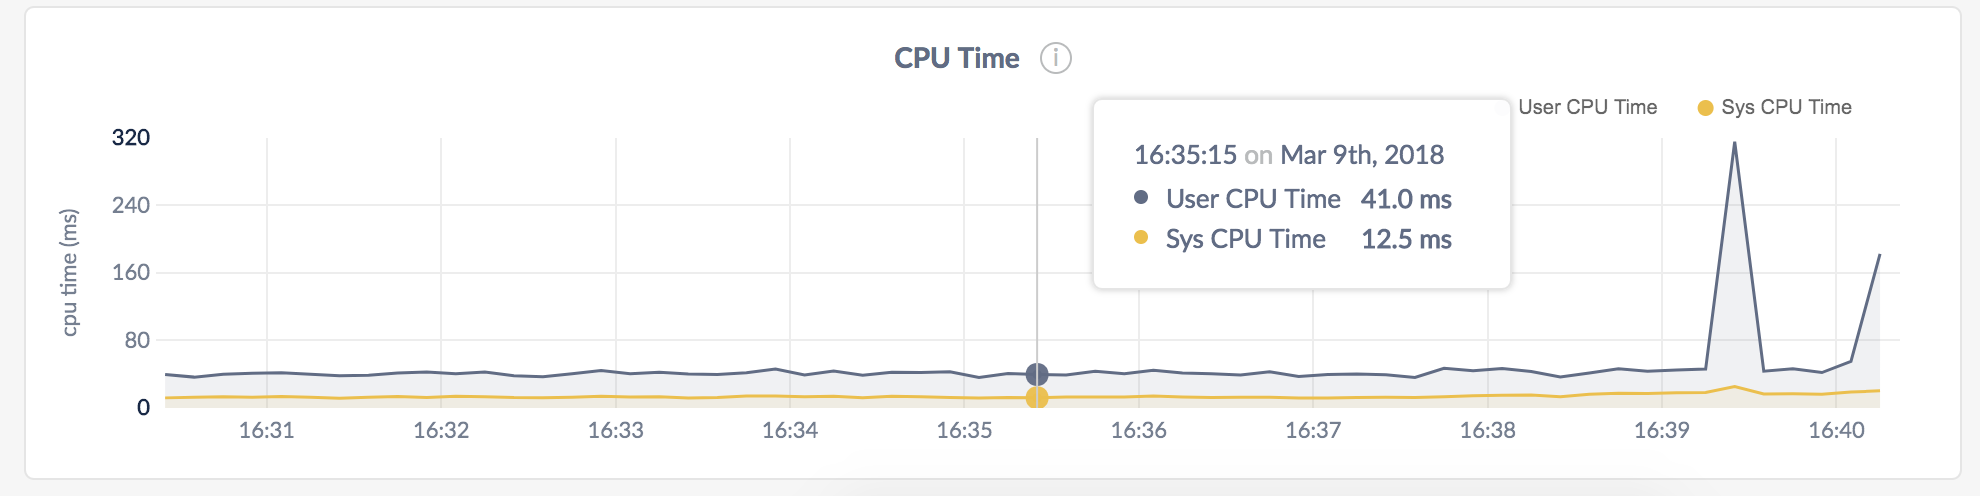 CPU Time i
User CPU Time Sys CPU Time
16:35:15 on Mar 9th, 2018
User CPU Time 41.0 ms
Sys CPU Time 12.5 ms
cpu time (ms)
320
240
160
80
0
16:31 16:32 16:33 16:34 16:35 16:36 16:37 16:38 16:39 16:40